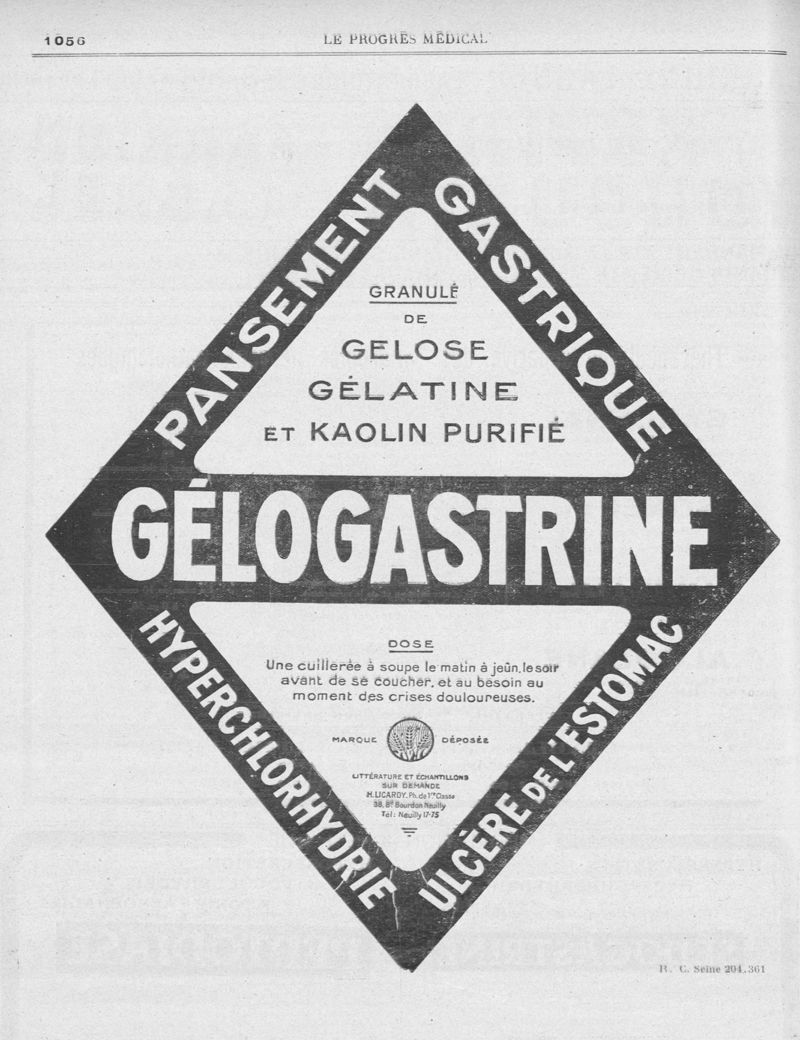 1056
LE PROGRÈS MÉDICAL
PANSEMENT
GASTRIQUE
GRANULÉ
DE
GELOSE
GÉLATINE
ET KAOLIN PURIFIÉ
GÉLOGASTRINE
HYPERCHLORHYDRIE
ULCÈRE DE L'ESTOMAC
DOSE
Une cuillerée à soupe le matin à jeûn, le soir
avant de se coucher, et au besoin au
moment des crises douloureuses.
MARQUE DÉPOSÉE
LITTÉRATURE ET ÉCHANTILLONS
SUR DEMANDE
H. LICARDY, Ph. de 1re Classe
38, Bd Bourdon Neuilly
Tél: Neuilly 17-75
R. C. Seine 204.361